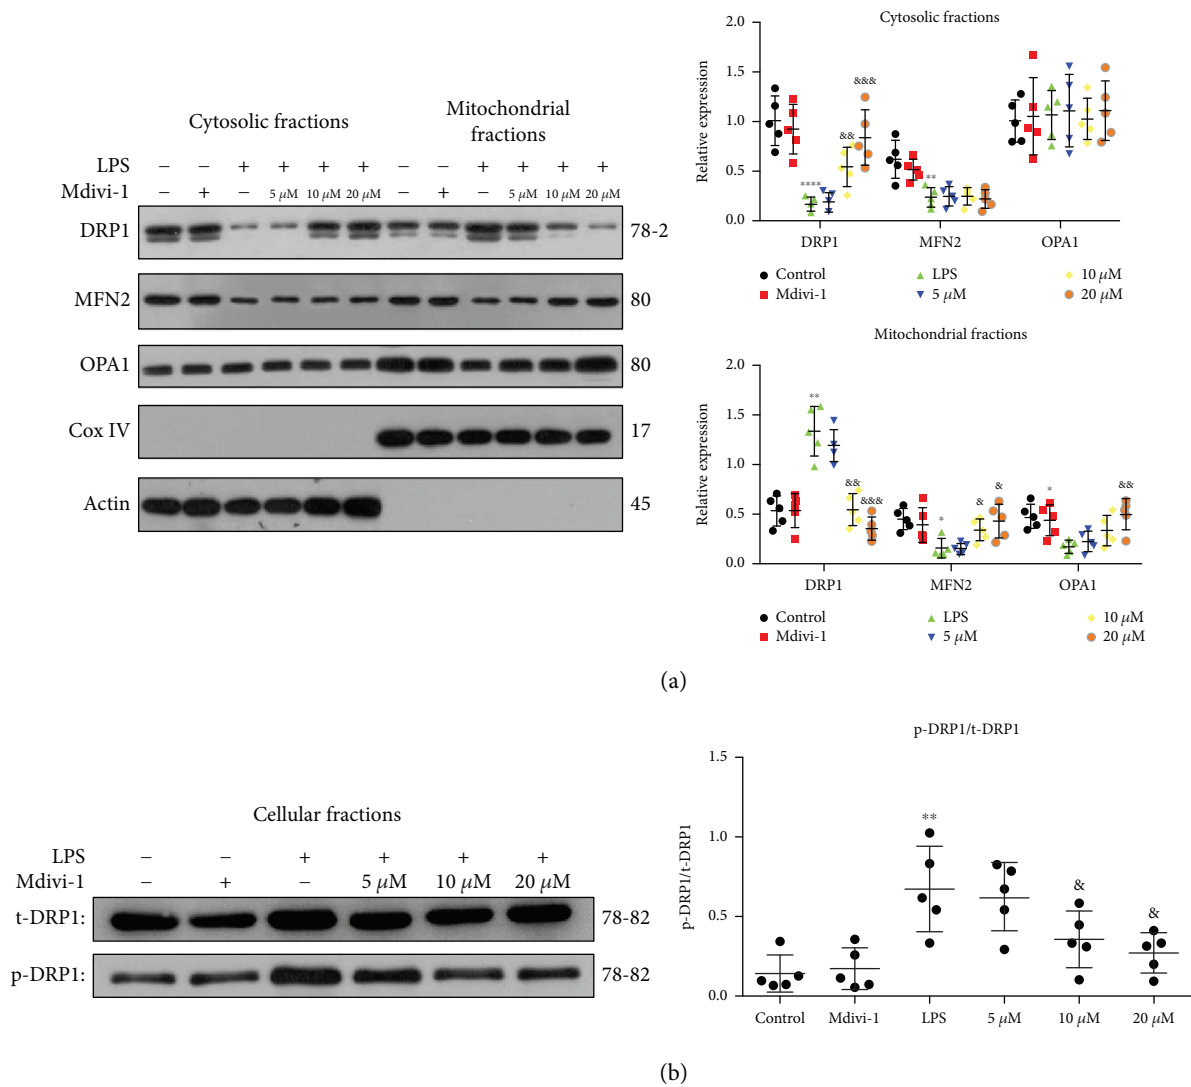 Cytosolic fractions
Mitochondrial
fractions
LPS – – + + + + – – + + + +
Mdivi-1 – + – 5 μM 10 μM 20 μM – + – 5 μM 10 μM 20 μM
DRP1 78-2
MFN2 80
OPA1 80
Cox IV 17
Actin 45
Cytosolic fractions
Relative expression
2.0
1.5
1.0
0.5
0.0
**** && &&& **
DRP1 MFN2 OPA1
Control LPS 10 μM
Mdivi-1 5 μM 20 μM
Mitochondrial fractions
Relative expression
2.0
1.5
1.0
0.5
0.0
** && &&& * & & * &&
DRP1 MFN2 OPA1
Control LPS 10 μM
Mdivi-1 5 μM 20 μM
(a)
Cellular fractions
LPS – – + + + +
Mdivi-1 – + – 5 μM 10 μM 20 μM
t-DRP1: 78-82
p-DRP1: 78-82
p-DRP1/t-DRP1
p-DRP1/t-DRP1
1.5
1.0
0.5
0.0
** & &
Control Mdivi-1 LPS 5 μM 10 μM 20 μM
(b)